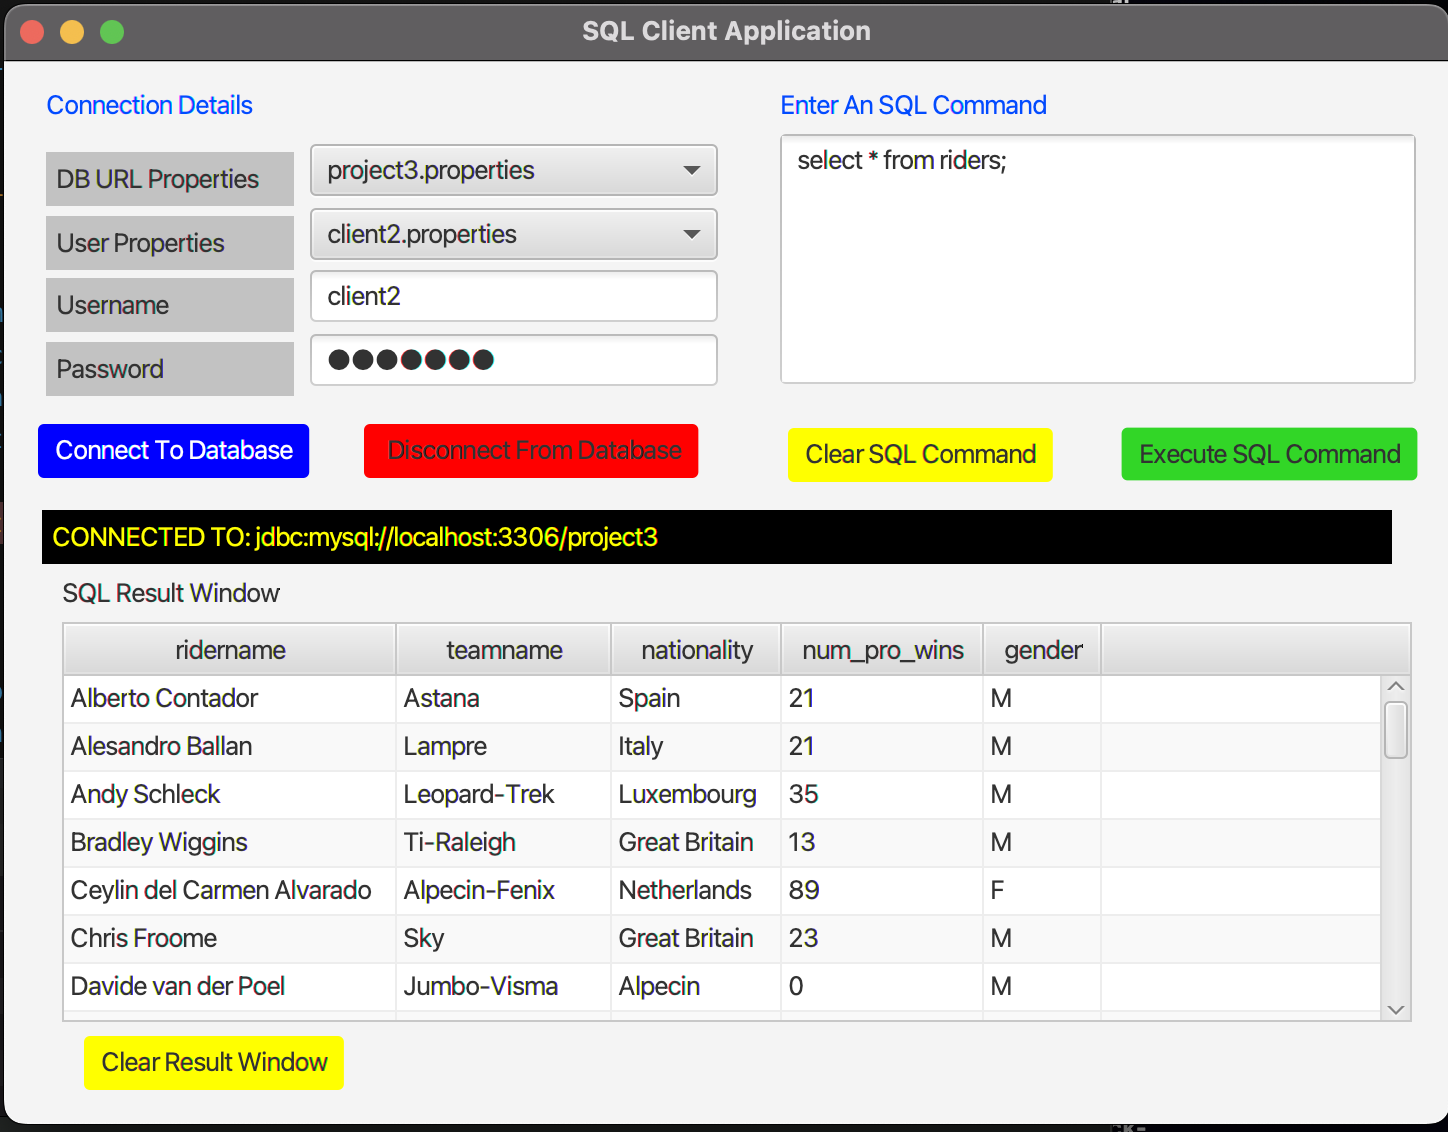 SQL Client Application
Connection Details
DB URL Properties
project3.properties
User Properties
client2.properties
Username
client2
Password
Enter An SQL Command
select * from riders;
Connect To Database
Disconnect From Database
Clear SQL Command
Execute SQL Command
CONNECTED TO: jdbc:mysql://localhost:3306/project3
SQL Result Window
ridername teamname nationality num_pro_wins gender
Alberto Contador Astana Spain 21 M
Alesandro Ballan Lampre Italy 21 M
Andy Schleck Leopard-Trek Luxembourg 35 M
Bradley Wiggins Ti-Raleigh Great Britain 13 M
Ceylin del Carmen Alvarado Alpecin-Fenix Netherlands 89 F
Chris Froome Sky Great Britain 23 M
Davide van der Poel Jumbo-Visma Alpecin 0 M
Clear Result Window